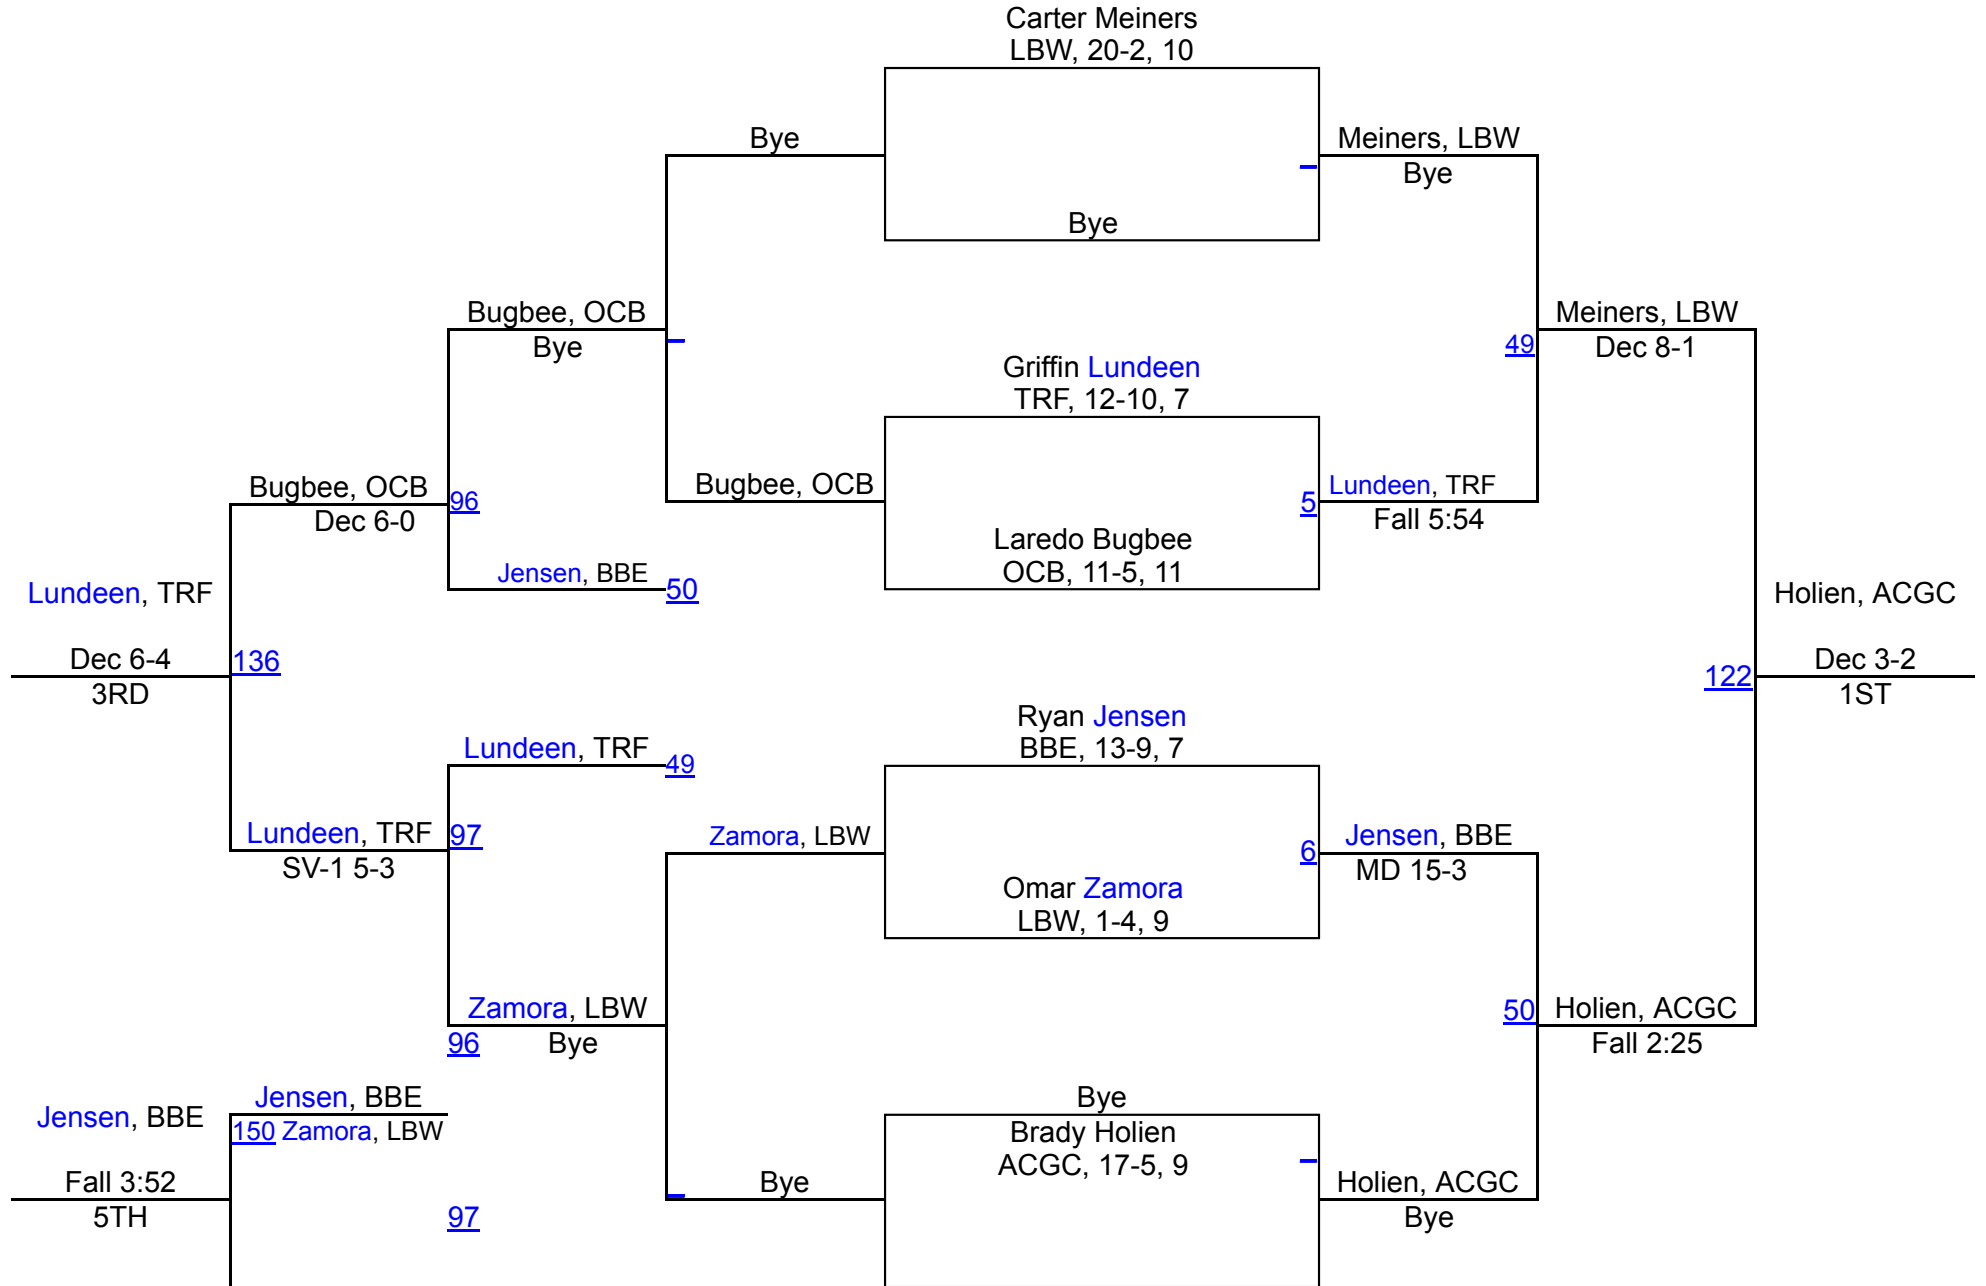 Carter Meiners
LBW, 20-2, 10
Bye
Meiners, LBW
Bye
Bye
Bugbee, OCB
Bye
Meiners, LBW
49
Dec 8-1
Griffin Lundeen
TRF, 12-10, 7
Bugbee, OCB
96
Dec 6-0
Bugbee, OCB
5
Lundeen, TRF
Fall 5:54
Laredo Bugbee
OCB, 11-5, 11
Jensen, BBE
50
Lundeen, TRF
Holien, ACGC
Dec 6-4
136
3RD
122
Dec 3-2
1ST
Ryan Jensen
BBE, 13-9, 7
Lundeen, TRF
49
Lundeen, TRF
97
SV-1 5-3
Zamora, LBW
6
Jensen, BBE
MD 15-3
Omar Zamora
LBW, 1-4, 9
Zamora, LBW
96
Bye
50
Holien, ACGC
Fall 2:25
Jensen, BBE
Jensen, BBE
150 Zamora, LBW
Bye
Brady Holien
ACGC, 17-5, 9
Fall 3:52
5TH
97
Bye
Holien, ACGC
Bye